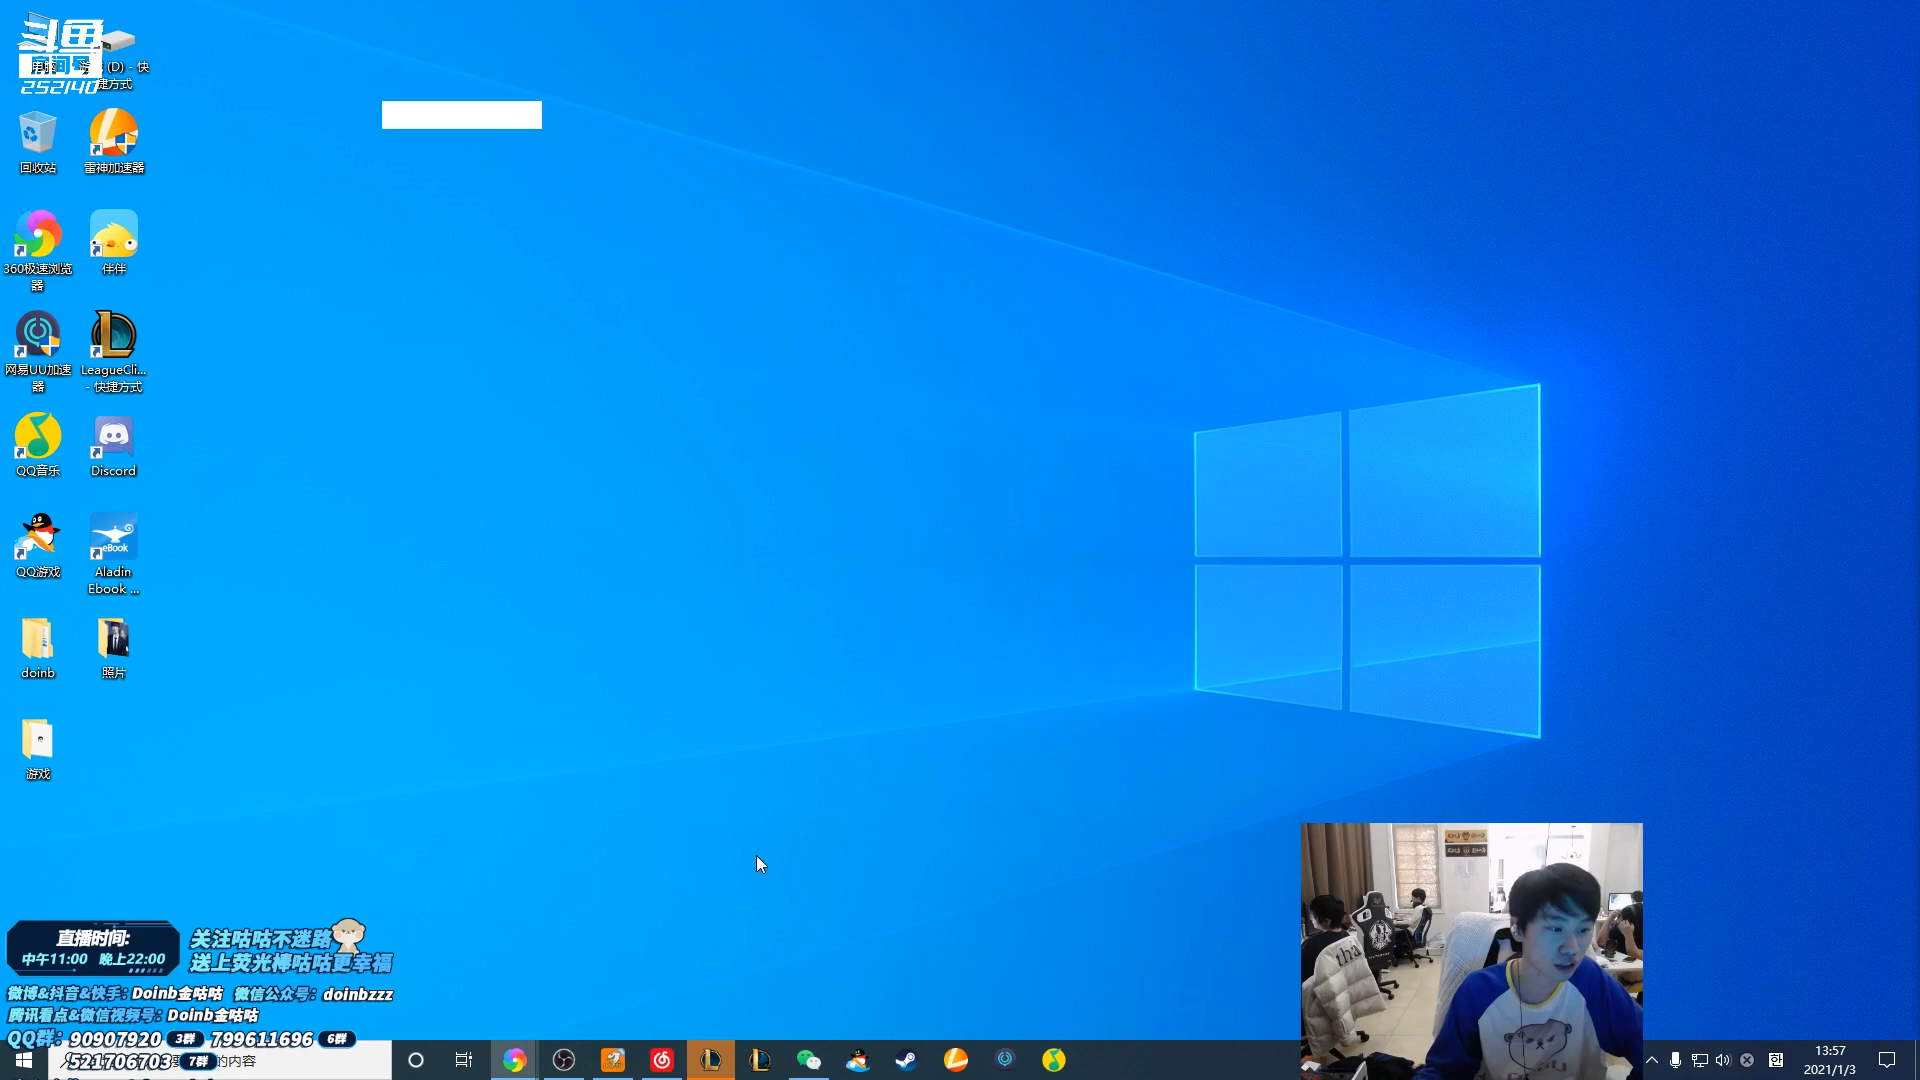 斗鱼
房间号
252140
(D) - 快
捷方式
回收站
雷神加速器
360极速浏览
器
伴伴
网易UU加速
器
LeagueCli...
- 快捷方式
QQ音乐
Discord
QQ游戏
eBook
Aladin
Ebook ...
doinb
照片
游戏
直播时间:
中午11:00 晚上22:00
关注咕咕不迷路
送上荧光棒咕咕更幸福
微博&抖音&快手: Doinb金咕咕 微信公众号: doinbzzz
腾讯看点&微信视频号: Doinb金咕咕
QQ群: 90907920 3群 799611696 6群
521706703 7群
的内容
tha
한
13:57
2021/1/3